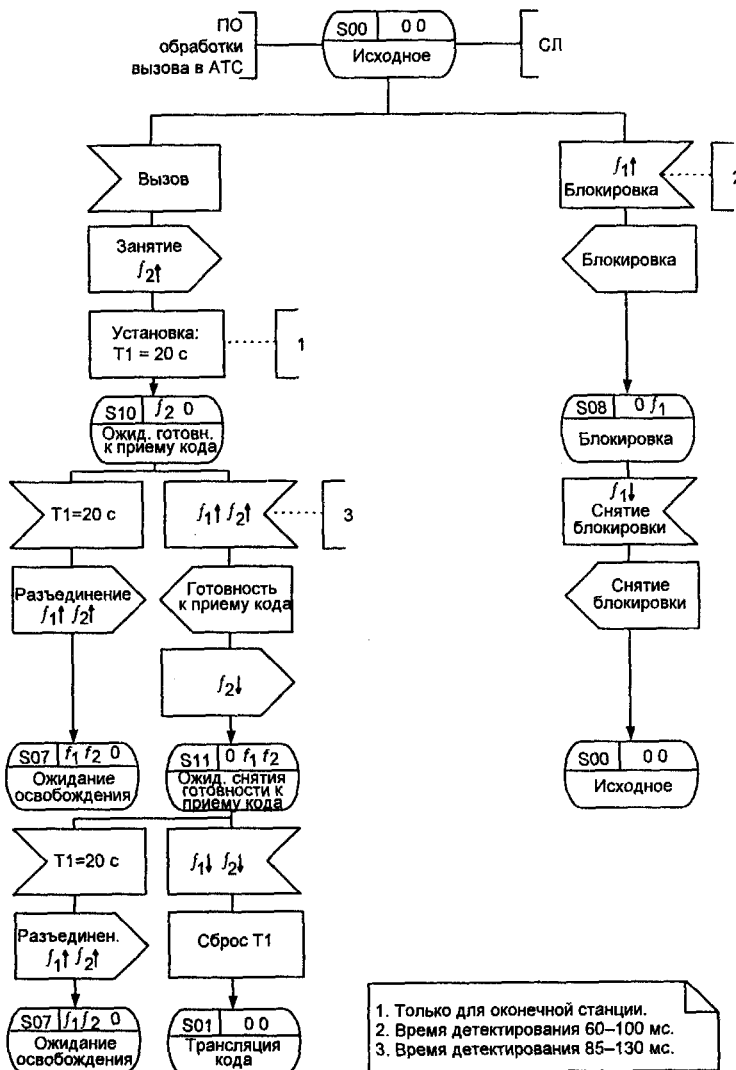 ПО
обработки
вызова в АТС
S00 0 0
Исходное
СЛ
Вызов
f1↑
Блокировка
2
Занятие
f2↑
Блокировка
Установка:
T1 = 20 с
1
S10 f2 0
Ожид. готовн.
к приему кода
S08 0 f1
Блокировка
T1=20 с
f1↑ f2↑
3
f1↓
Снятие
блокировки
Разъединение
f1↑ f2↑
Готовность
к приему кода
Снятие
блокировки
f2↓
S07 f1 f2 0
Ожидание
освобождения
S11 0 f1 f2
Ожид. снятия
готовности к
приему кода
S00 0 0
Исходное
T1=20 с
f1↓ f2↓
Разъединен.
f1↑ f2↑
Сброс T1
S07 f1 f2 0
Ожидание
освобождения
S01 0 0
Трансляция
кода
1. Только для оконечной станции.
2. Время детектирования 60–100 мс.
3. Время детектирования 85–130 мс.